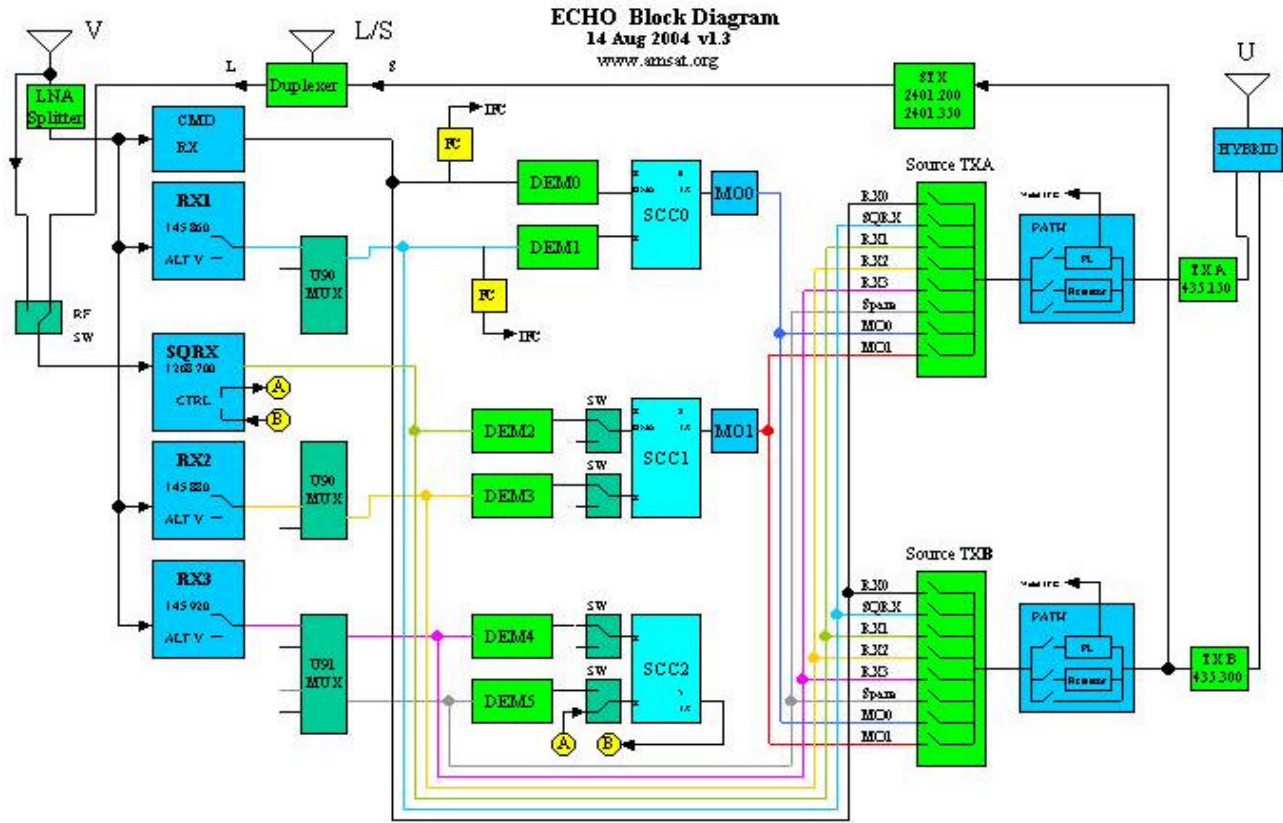 ECHO Block Diagram
14 Aug 2004 v1.3
www.amsat.org
V
L/S
U
L
S
LNA
Splitter
Duplexer
STX
2401.200
2401.350
HYBRID
CMD
RX
FC
IFC
DEM0
SCC0
MO0
Source TXA
RX1
145 860
ALT V
U90
MUX
DEM1
FC
IFC
RX0
SQRX
RX1
RX2
RX3
Spare
MO0
MO1
PATH
PL
TXA
435.150
RF
SW
SQRX
1268 700
CTRL
A
B
DEM2
SW
SCC1
MO1
RX2
145 880
ALT V
U90
MUX
DEM3
SW
Source TXB
RX3
145 920
ALT V
U91
MUX
DEM4
SW
SCC2
DEM5
SW
A
B
RX0
SQRX
RX1
RX2
RX3
Spare
MO0
MO1
PATH
PL
TXB
435.300